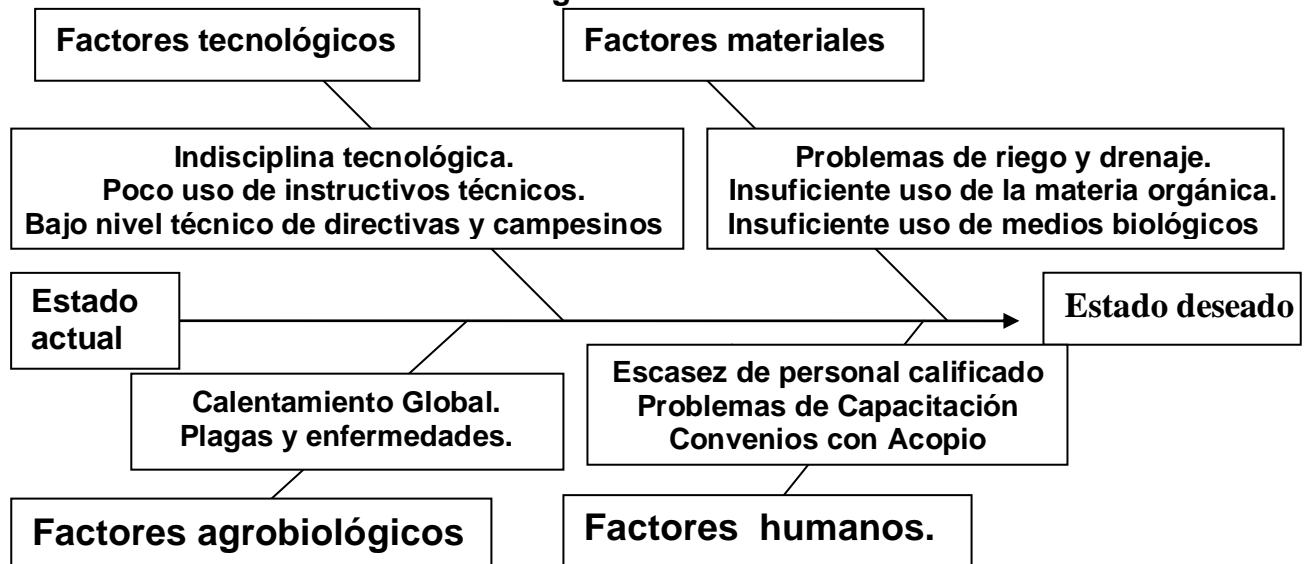 Factores tecnológicos
Factores materiales
Indisciplina tecnológica.
Poco uso de instructivos técnicos.
Bajo nivel técnico de directivas y campesinos
Problemas de riego y drenaje.
Insuficiente uso de la materia orgánica.
Insuficiente uso de medios biológicos
Estado
actual
Estado deseado
Calentamiento Global.
Plagas y enfermedades.
Escasez de personal calificado
Problemas de Capacitación
Convenios con Acopio
Factores agrobiológicos
Factores humanos.